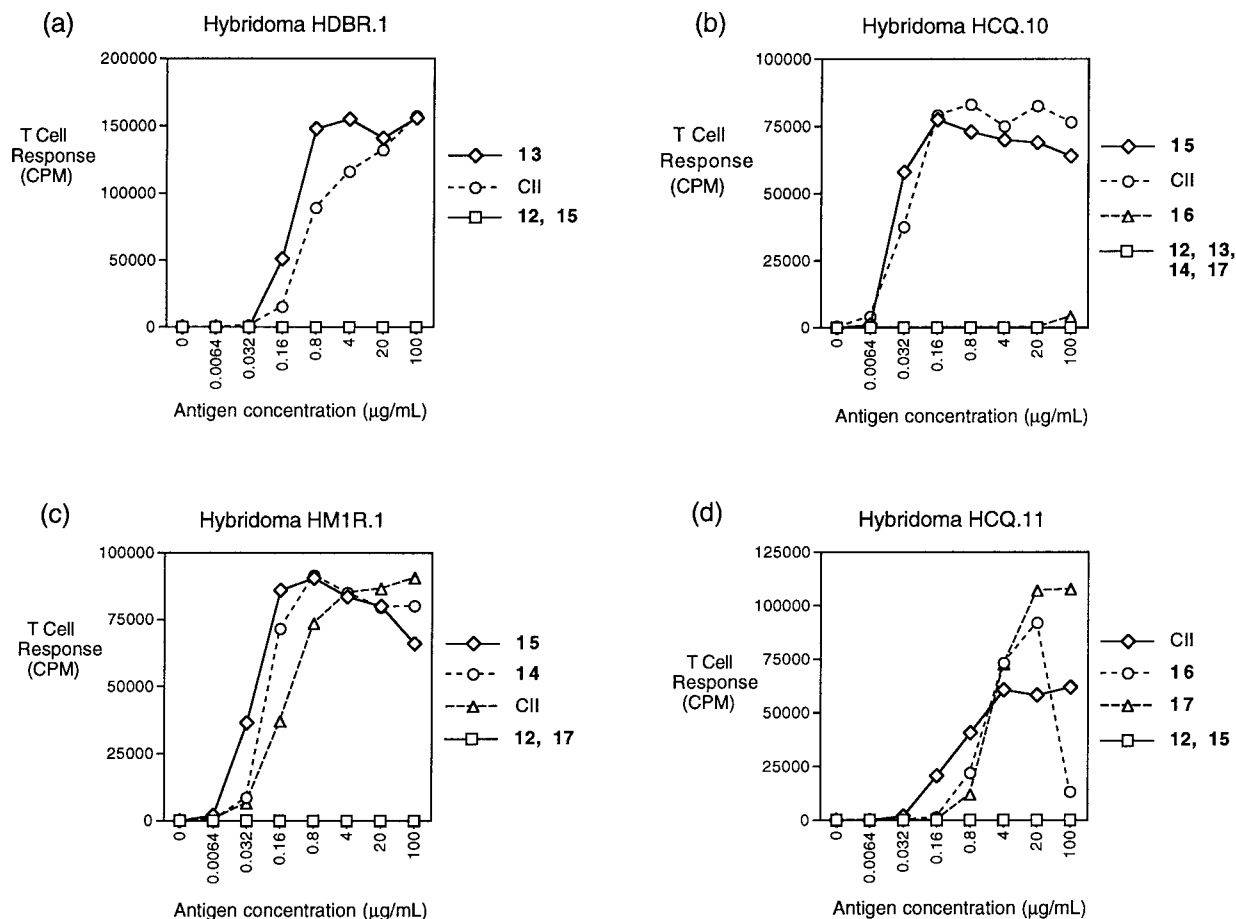 (a)
Hybridoma HDBR.1
200000
150000
100000
50000
0
T Cell
Response
(CPM)
0
0.0064
0.032
0.16
0.8
4
20
100
Antigen concentration (μg/mL)
13
CII
12, 15
(b)
Hybridoma HCQ.10
100000
75000
50000
25000
0
T Cell
Response
(CPM)
0
0.0064
0.032
0.16
0.8
4
20
100
Antigen concentration (μg/mL)
15
CII
16
12, 13,
14, 17
(c)
Hybridoma HM1R.1
100000
75000
50000
25000
0
T Cell
Response
(CPM)
0
0.0064
0.032
0.16
0.8
4
20
100
Antigen concentration (μg/mL)
15
14
CII
12, 17
(d)
Hybridoma HCQ.11
125000
100000
75000
50000
25000
0
T Cell
Response
(CPM)
0
0.0064
0.032
0.16
0.8
4
20
100
Antigen concentration (μg/mL)
CII
16
17
12, 15